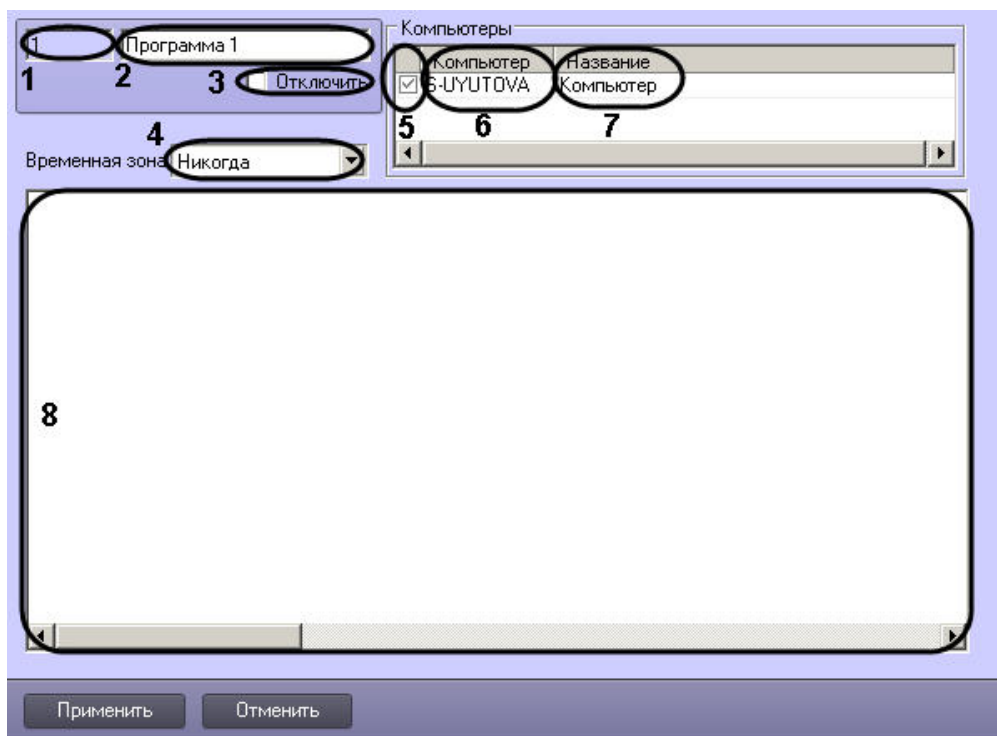 1 Программа 1
1 2 3 Отключить
Компьютеры
Компьютер Название
S-UYUTOVA Компьютер
5 6 7
4
Временная зона Никогда
8
Применить Отменить